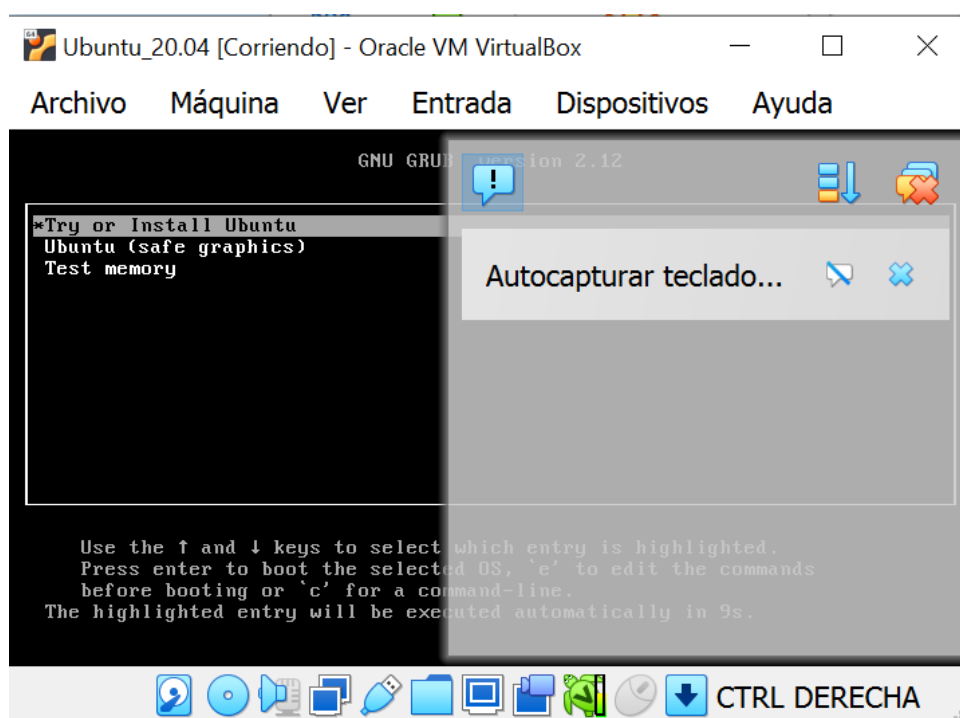 Ubuntu_20.04 [Corriendo] - Oracle VM VirtualBox
Archivo Máquina Ver Entrada Dispositivos Ayuda
GNU GRUB version 2.12
*Try or Install Ubuntu
Ubuntu (safe graphics)
Test memory
Autocapturar teclado...
Use the ↑ and ↓ keys to select which entry is highlighted.
Press enter to boot the selected OS, `e' to edit the commands
before booting or `c' for a command-line.
The highlighted entry will be executed automatically in 9s.
CTRL DERECHA